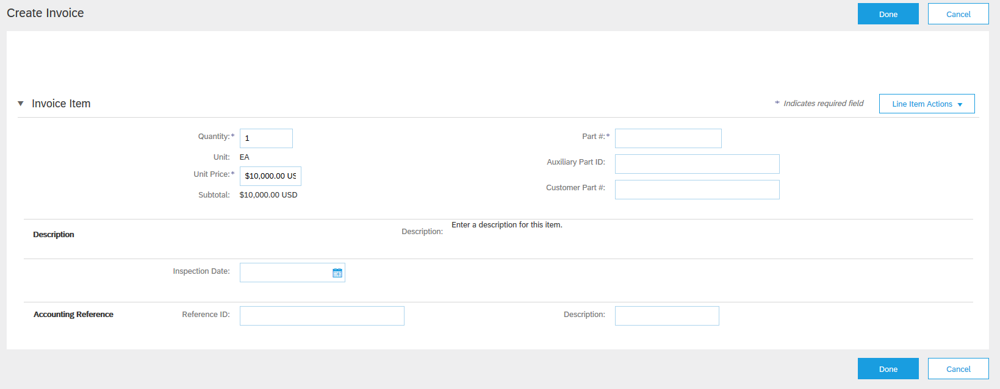 Create Invoice
Done
Cancel
Invoice Item
* Indicates required field
Line Item Actions
Quantity:*
1
Part #:*
Unit:
EA
Auxiliary Part ID:
Unit Price:*
$10,000.00 US
Customer Part #:
Subtotal:
$10,000.00 USD
Description
Description:
Enter a description for this item.
Inspection Date:
Accounting Reference
Reference ID:
Description:
Done
Cancel